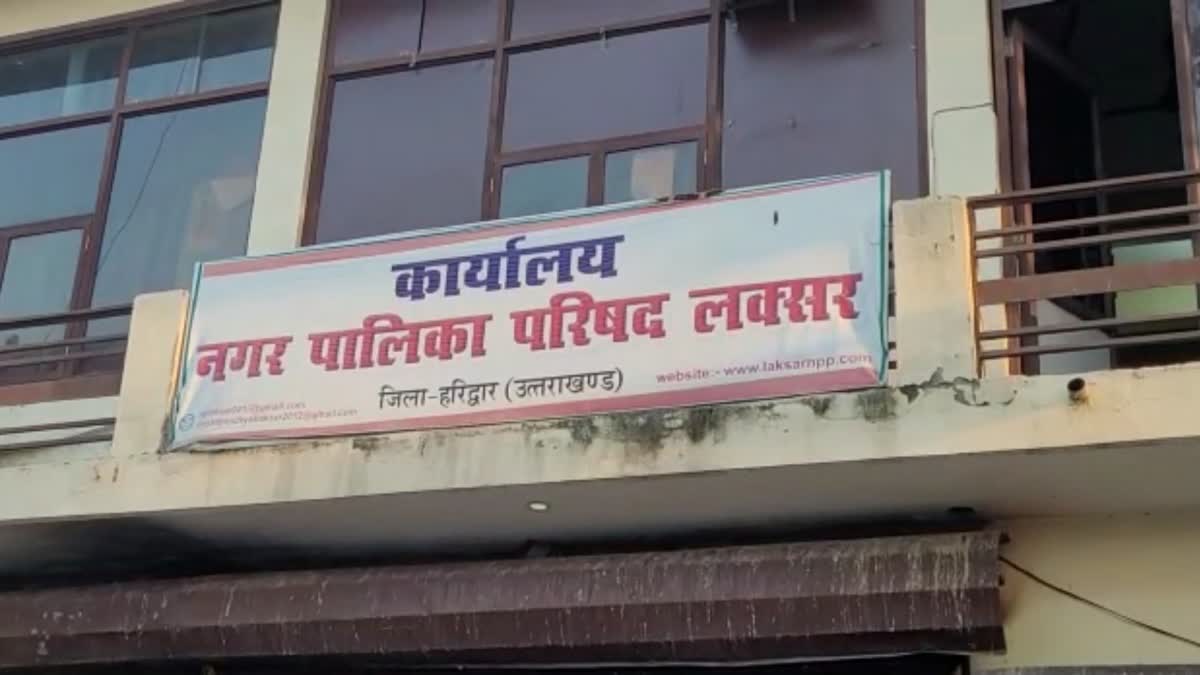 कार्यालय
नगर पालिका परिषद लक्सर
जिला-हरिद्वार (उत्तराखण्ड)
website:- www.laksarnpp.com